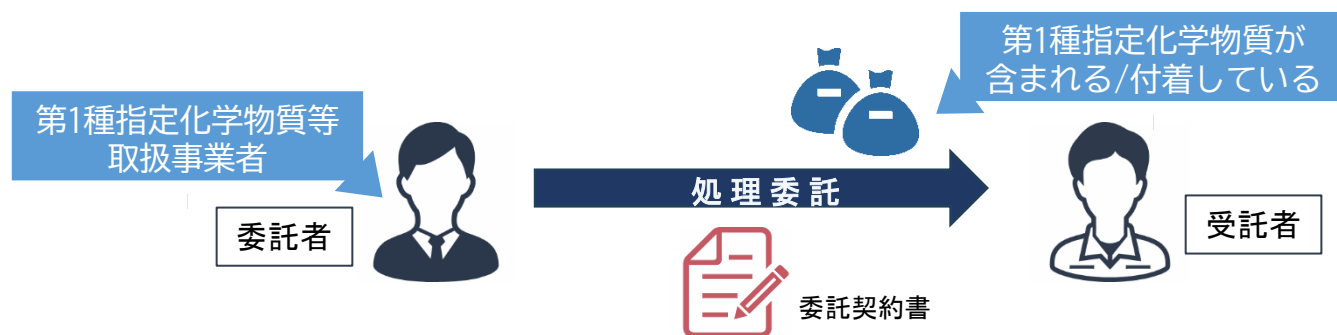 第1種指定化学物質等
取扱事業者
委託者
処理委託
委託契約書
第1種指定化学物質が
含まれる/付着している
受託者